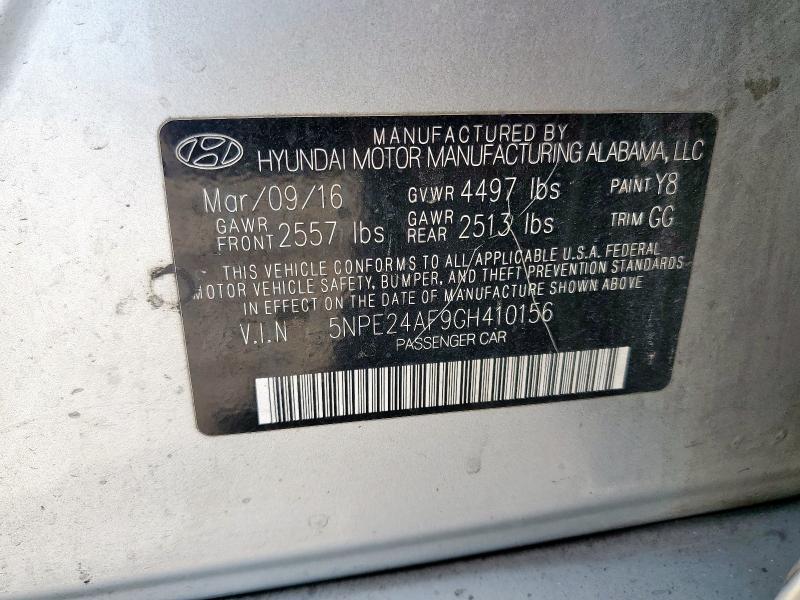 MANUFACTURED BY
HYUNDAI MOTOR MANUFACTURING ALABAMA, LLC
Mar/09/16 GVWR 4497 lbs PAINT Y8
GAWR FRONT 2557 lbs GAWR REAR 2513 lbs TRIM GG
THIS VEHICLE CONFORMS TO ALL APPLICABLE U.S.A. FEDERAL
MOTOR VEHICLE SAFETY, BUMPER, AND THEFT PREVENTION STANDARDS
IN EFFECT ON THE DATE OF MANUFACTURE SHOWN ABOVE
V.I.N 5NPE24AF9GH410156
PASSENGER CAR